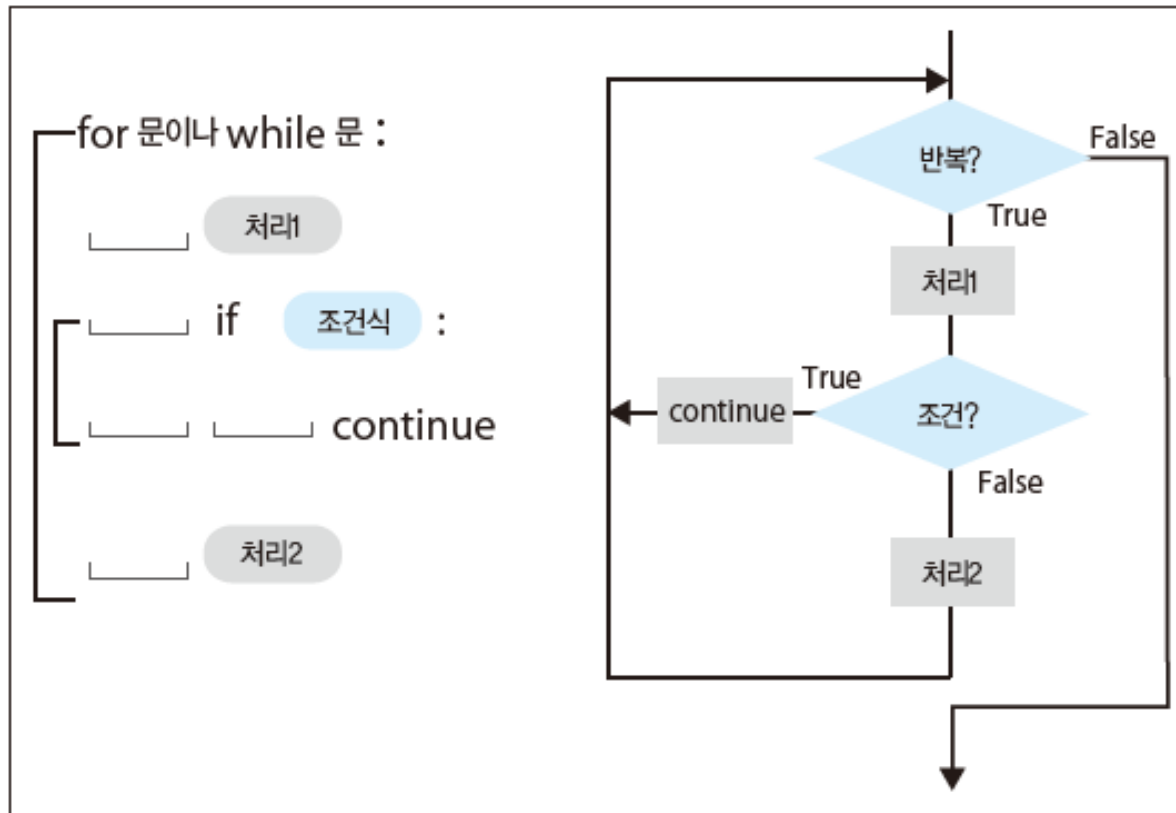 for 문이나 while 문 :
처리1
if 조건식 :
continue
처리2
반복?
False
True
처리1
True
continue
조건?
False
처리2